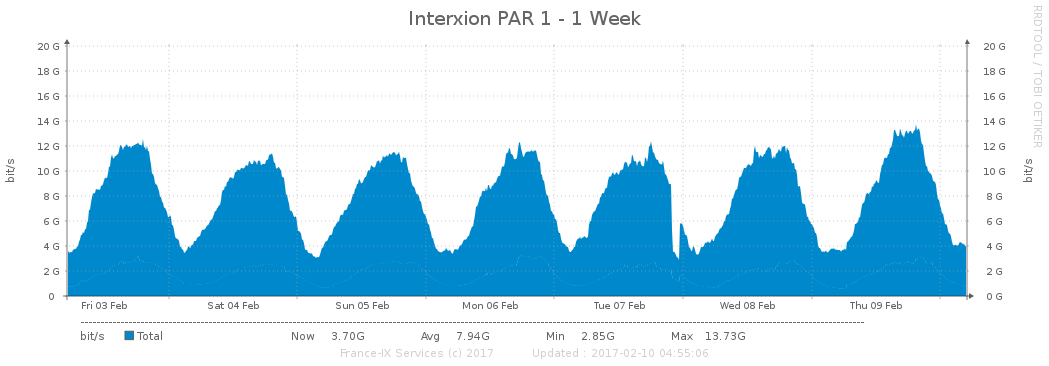 Interxion PAR 1 - 1 Week
RRDTOOL / TOBI OETIKER
bit/s
bit/s
20 G 20 G
18 G 18 G
16 G 16 G
14 G 14 G
12 G 12 G
10 G 10 G
8 G 8 G
6 G 6 G
4 G 4 G
2 G 2 G
0 0 G
Fri 03 Feb Sat 04 Feb Sun 05 Feb Mon 06 Feb Tue 07 Feb Wed 08 Feb Thu 09 Feb
bit/s Total Now 3.70G Avg 7.94G Min 2.85G Max 13.73G
France-IX Services (c) 2017 Updated : 2017-02-10 04:55:06